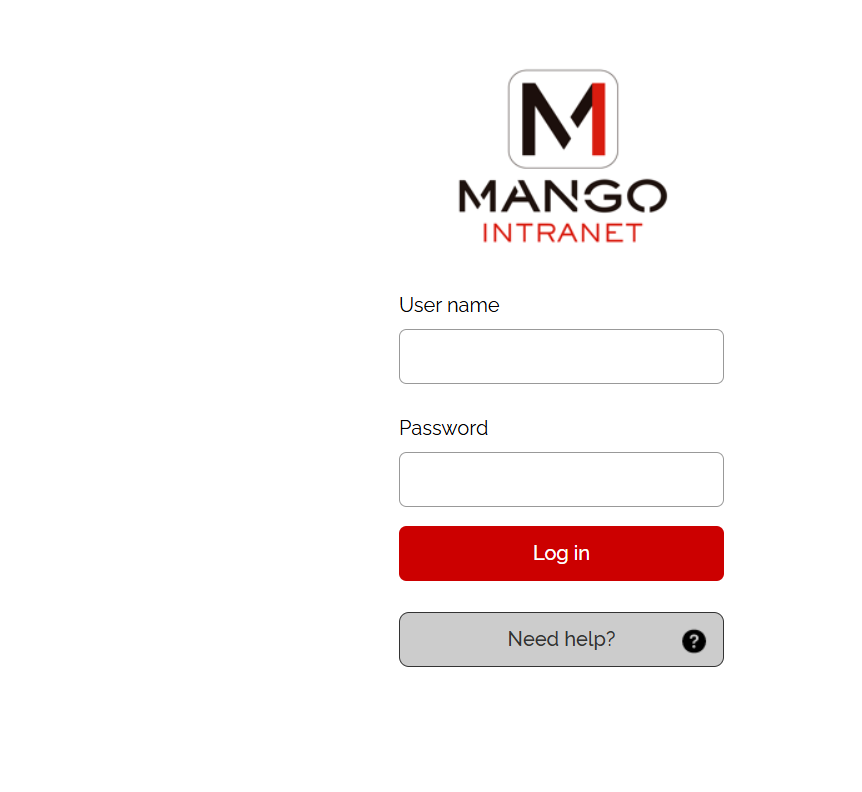 M
MANGO
INTRANET
User name
Password
Log in
Need help? ?